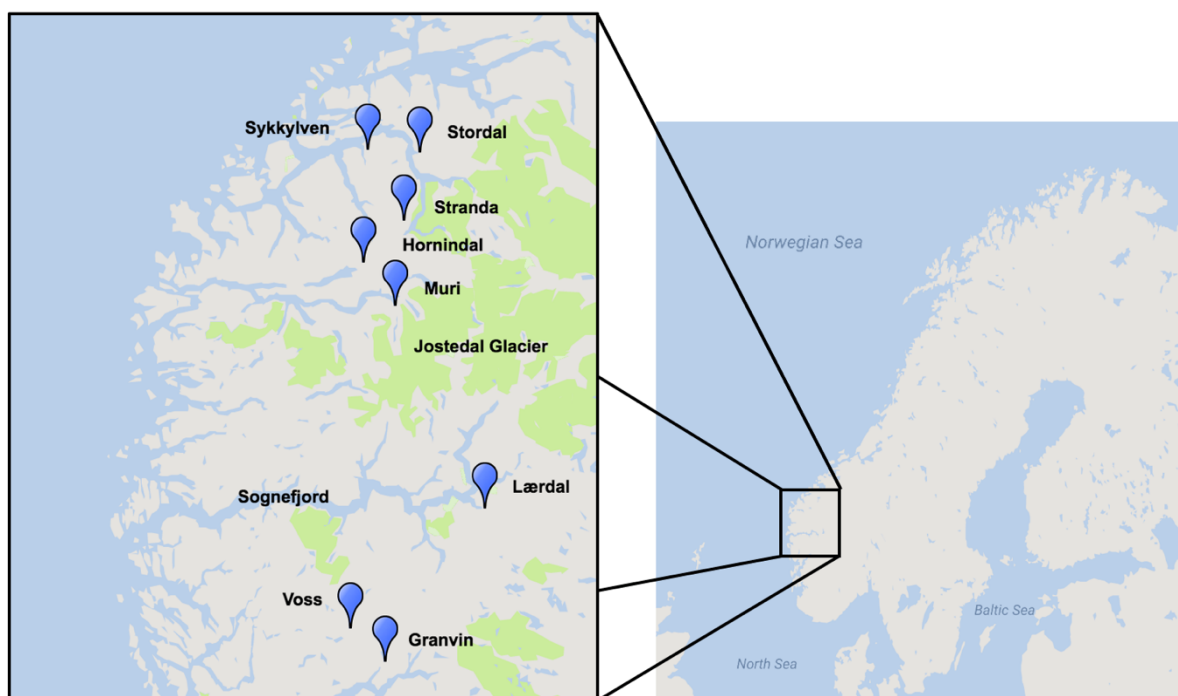 Sykkylven
Stordal
Stranda
Hornindal
Muri
Jostedal Glacier
Lærdal
Sognefjord
Voss
Granvin
Norwegian Sea
Baltic Sea
North Sea